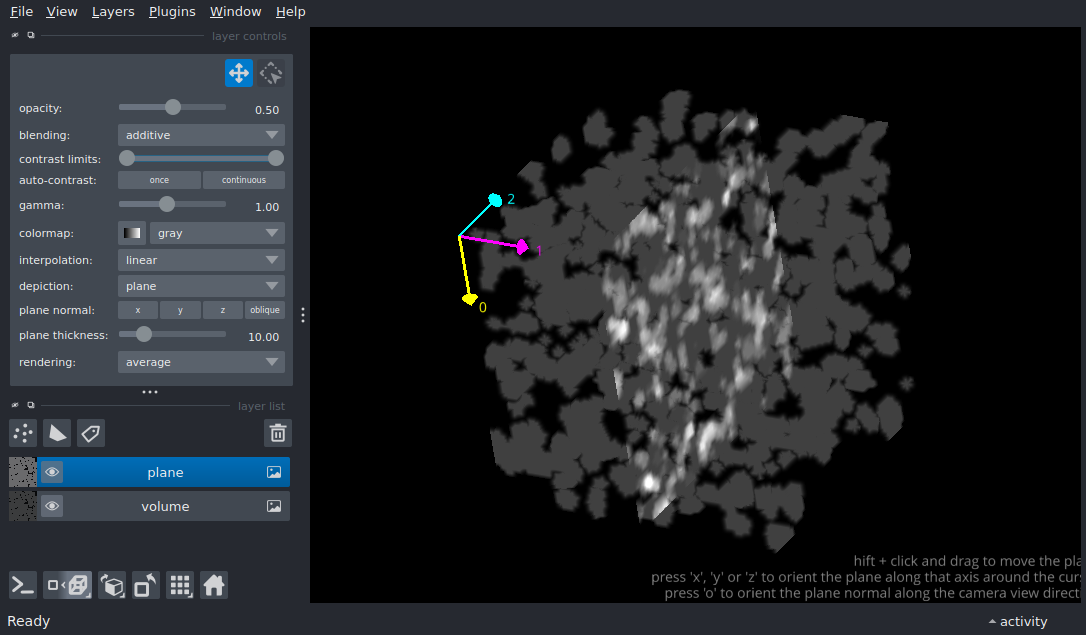 File View Layers Plugins Window Help
layer controls
opacity: 0.50
blending: additive
contrast limits:
auto-contrast: once continuous
gamma: 1.00
colormap: gray
interpolation: linear
depiction: plane
plane normal: x y z oblique
plane thickness: 10.00
rendering: average
layer list
plane
volume
2
1
0
hift + click and drag to move the pla
press 'x', 'y' or 'z' to orient the plane along that axis around the curs
press 'o' to orient the plane normal along the camera view direct
Ready
activity